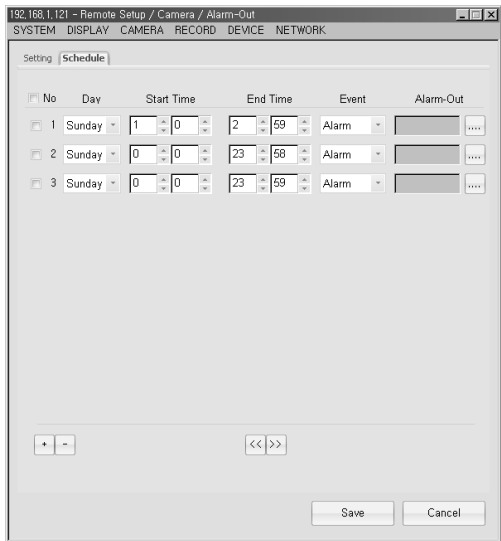 192,168,1,121 - Remote Setup / Camera / Alarm-Out
SYSTEM DISPLAY CAMERA RECORD DEVICE NETWORK
Setting Schedule
No Day Start Time End Time Event Alarm-Out
1 Sunday 1 0 2 59 Alarm ....
2 Sunday 0 0 23 58 Alarm ....
3 Sunday 0 0 23 59 Alarm ....
+ - << >>
Save Cancel